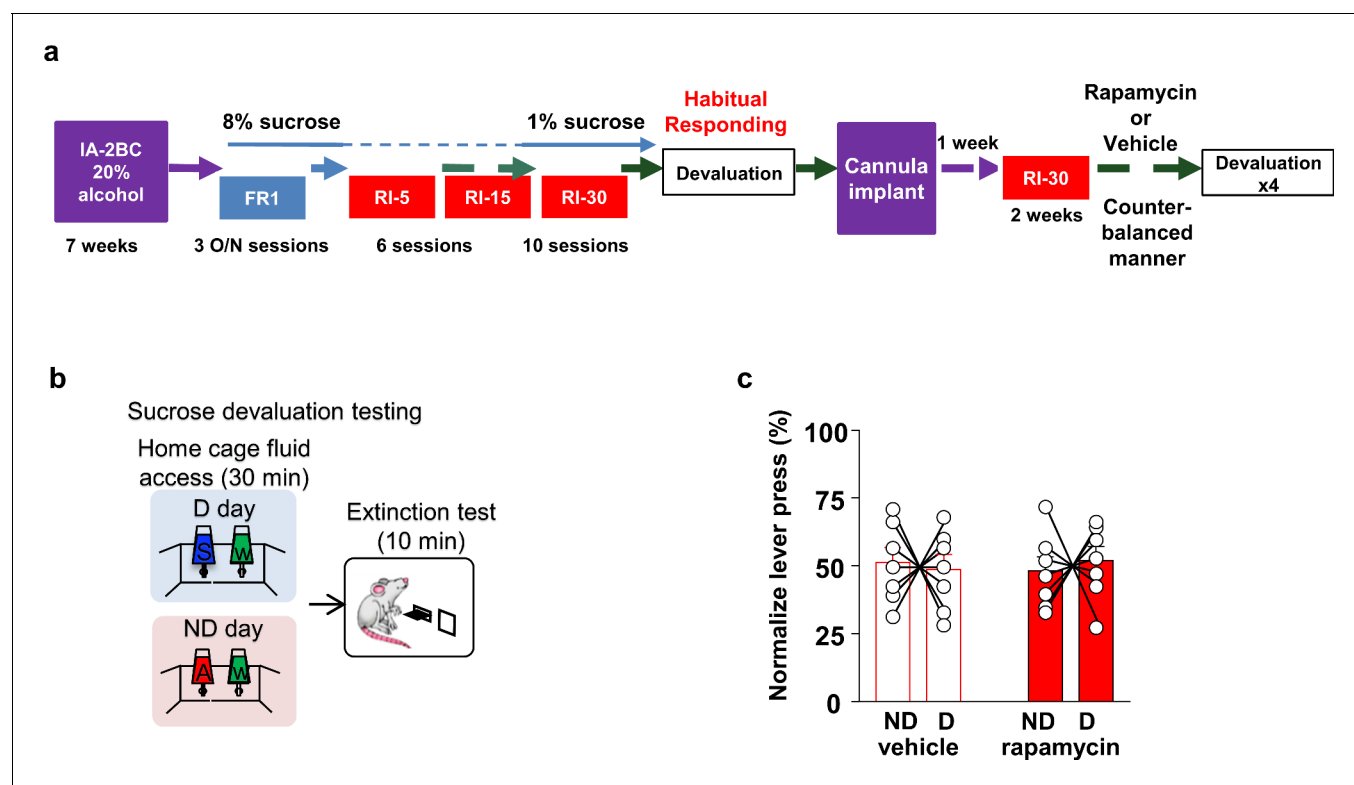 a
8% sucrose
1% sucrose
Habitual
Responding
IA-2BC
20%
alcohol
7 weeks
FR1
3 O/N sessions
RI-5
RI-15
RI-30
6 sessions
10 sessions
Devaluation
Cannula
implant
1 week
RI-30
2 weeks
Rapamycin
or
Vehicle
Counter-
balanced
manner
Devaluation
x4
b
Sucrose devaluation testing
Home cage fluid
access (30 min)
D day
S w
ND day
A w
Extinction test
(10 min)
c
Normalize lever press (%)
100
75
50
25
0
ND D
vehicle
ND D
rapamycin